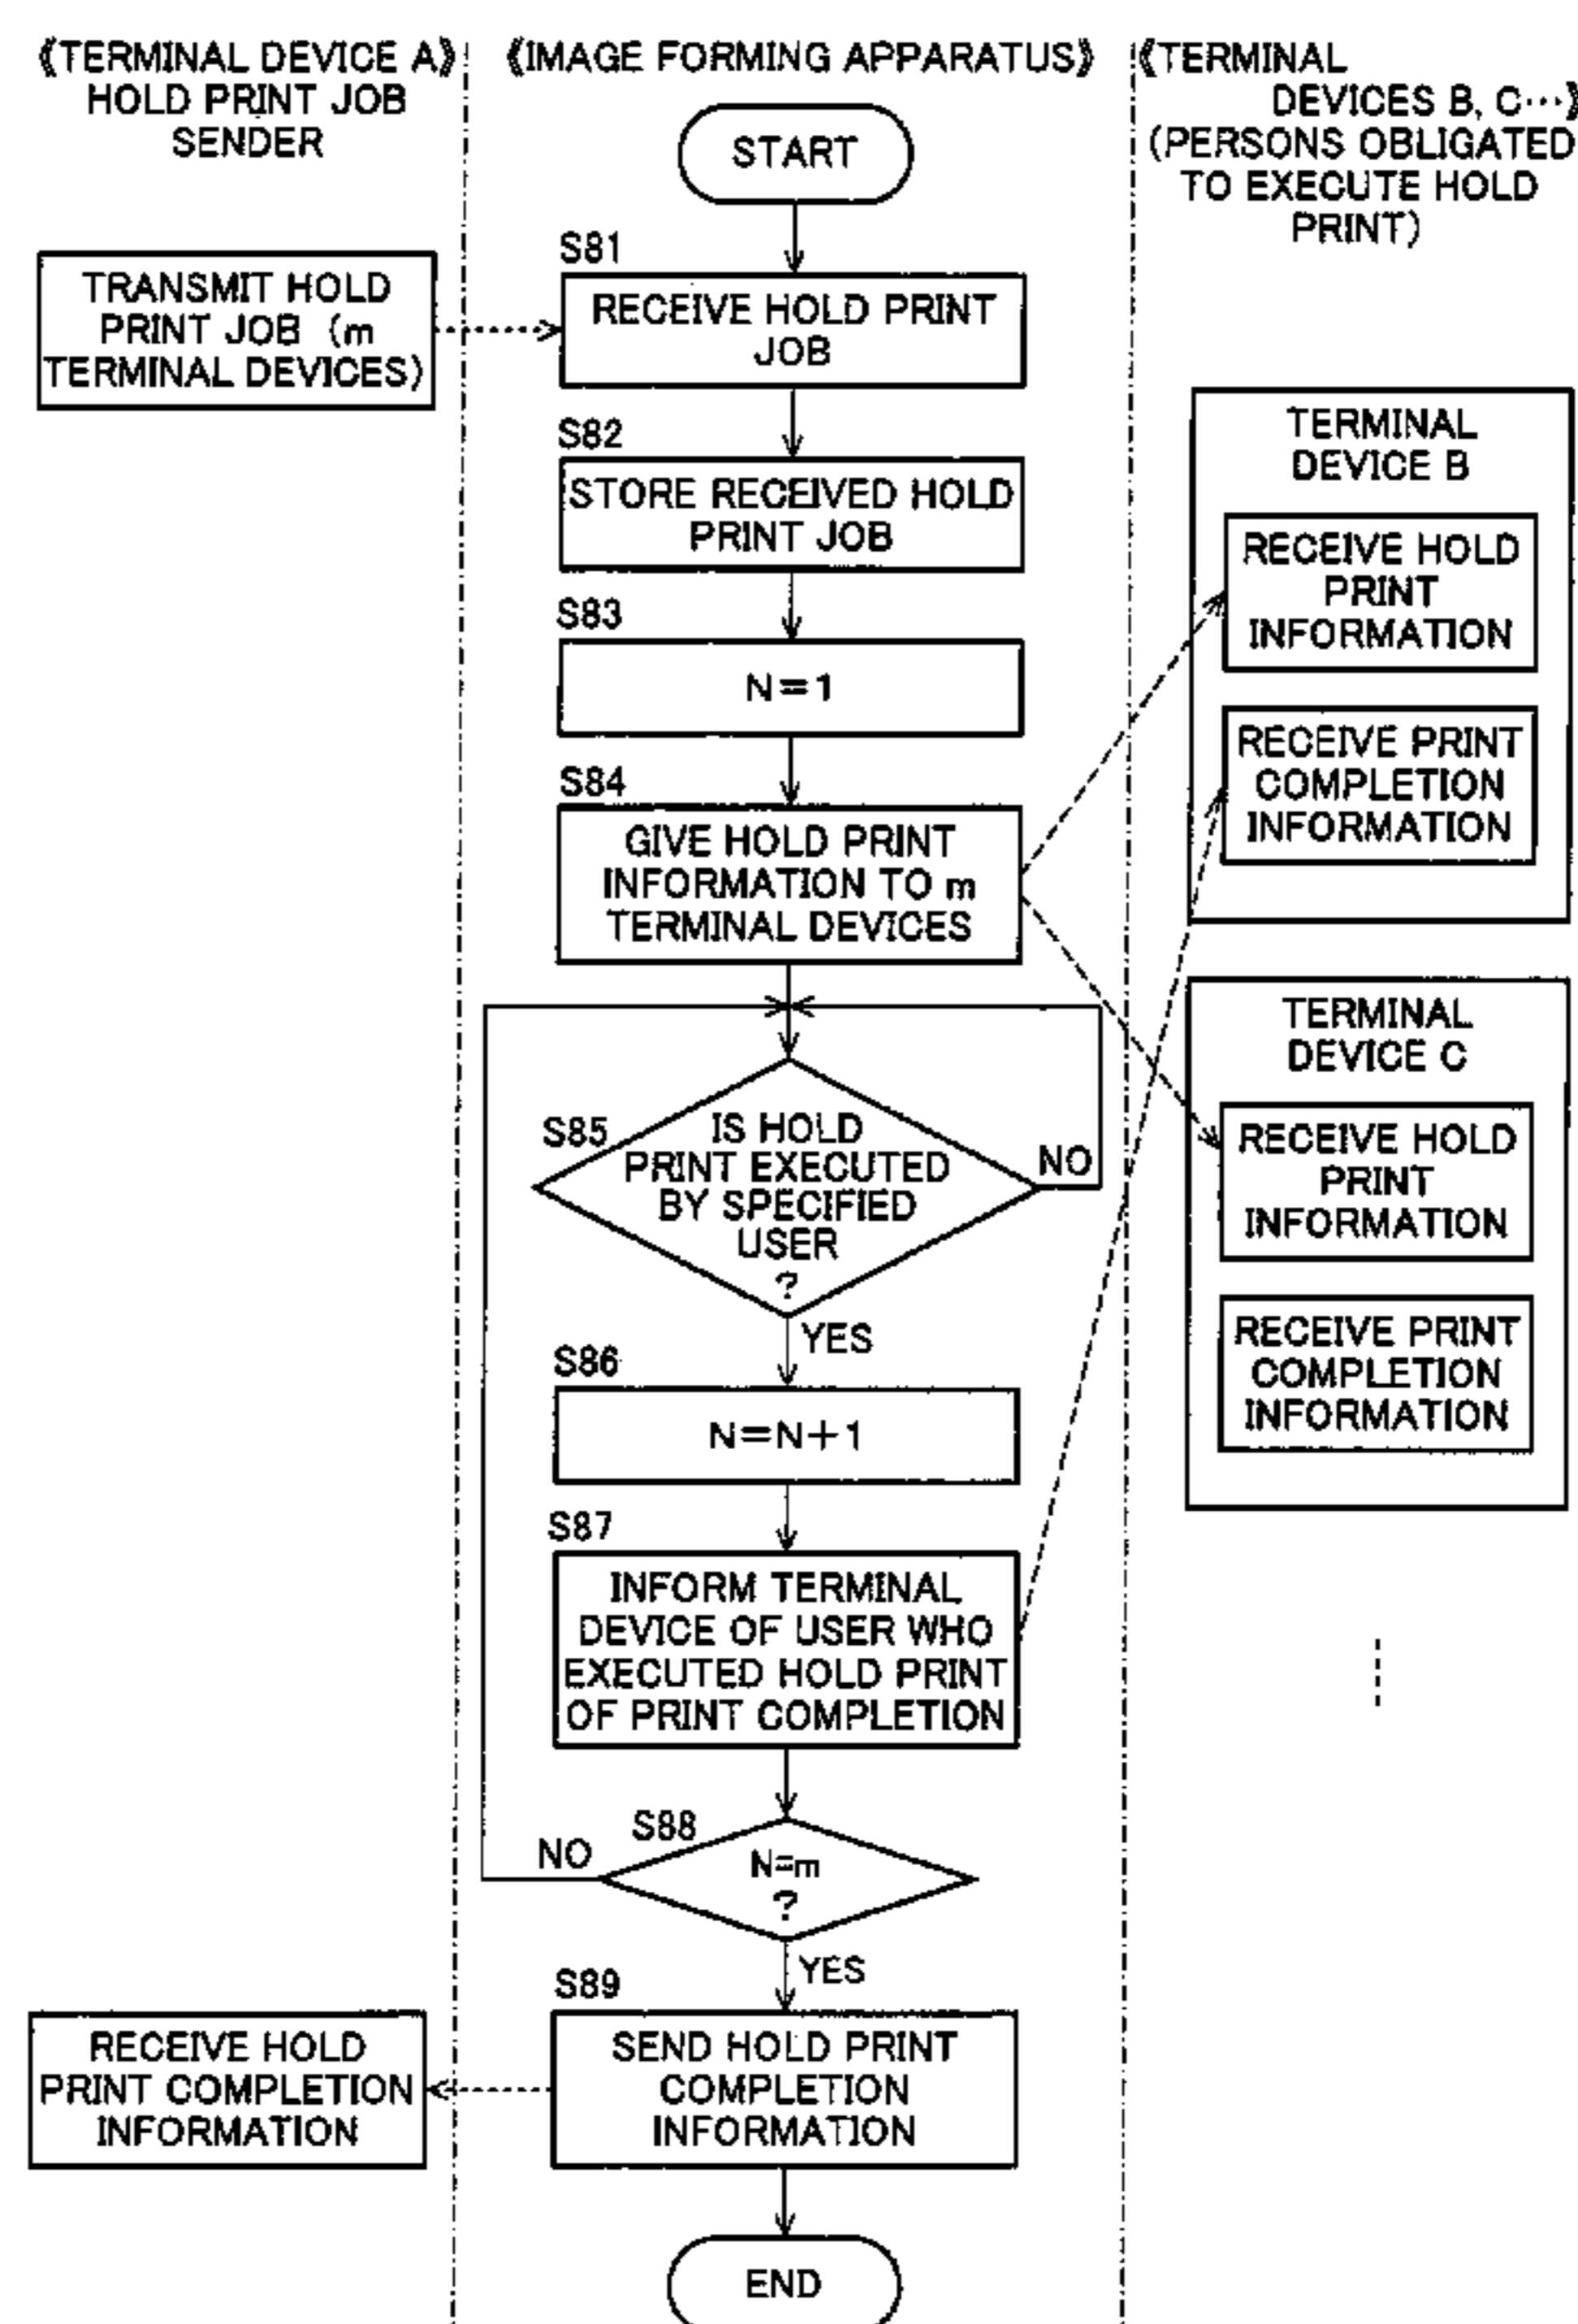 《TERMINAL DEVICE A》
HOLD PRINT JOB
SENDER
《IMAGE FORMING APPARATUS》
《TERMINAL
DEVICES B, C···》
(PERSONS OBLIGATED
TO EXECUTE HOLD
PRINT)
START
TRANSMIT HOLD
PRINT JOB (m
TERMINAL DEVICES)
S81
RECEIVE HOLD PRINT
JOB
S82
STORE RECEIVED HOLD
PRINT JOB
S83
N=1
S84
GIVE HOLD PRINT
INFORMATION TO m
TERMINAL DEVICES
TERMINAL
DEVICE B
RECEIVE HOLD
PRINT
INFORMATION
RECEIVE PRINT
COMPLETION
INFORMATION
TERMINAL
DEVICE C
RECEIVE HOLD
PRINT
INFORMATION
RECEIVE PRINT
COMPLETION
INFORMATION
S85
IS HOLD
PRINT EXECUTED
BY SPECIFIED
USER
?
NO
YES
S86
N=N+1
S87
INFORM TERMINAL
DEVICE OF USER WHO
EXECUTED HOLD PRINT
OF PRINT COMPLETION
S88
N=m
?
NO
YES
S89
SEND HOLD PRINT
COMPLETION
INFORMATION
RECEIVE HOLD
PRINT COMPLETION
INFORMATION
END